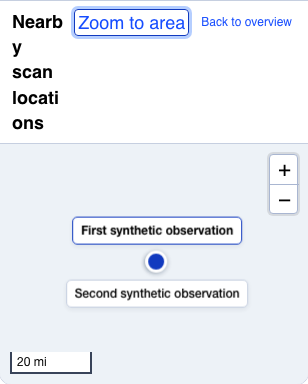 Nearb
y
scan
locati
ons
Zoom to area
Back to overview
+
−
First synthetic observation
Second synthetic observation
20 mi